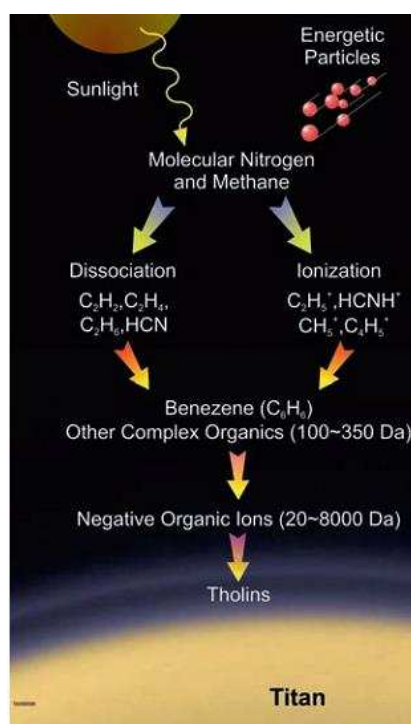 Energetic
Particles
Sunlight
Molecular Nitrogen
and Methane
Dissociation
C₂H₂,C₂H₄,
C₂H₆,HCN
Ionization
C₂H₅⁺,HCNH⁺
CH₅⁺,C₄H₅⁺
Benezene (C₆H₆)
Other Complex Organics (100~350 Da)
Negative Organic Ions (20~8000 Da)
Tholins
Titan